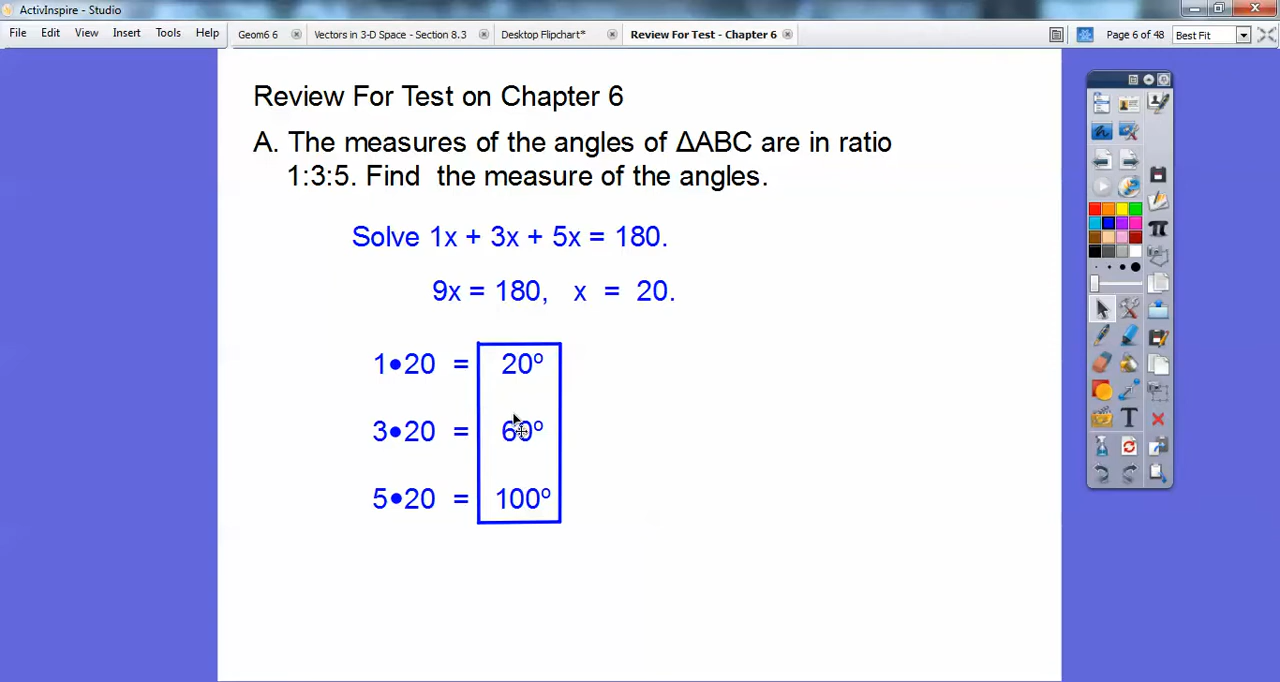 ActivInspire - Studio
File Edit View Insert Tools Help
Geom6 6 Vectors in 3-D Space - Section 8.3 Desktop Flipchart* Review For Test - Chapter 6
Page 6 of 48 Best Fit
Review For Test on Chapter 6
A. The measures of the angles of ΔABC are in ratio
1:3:5. Find the measure of the angles.
Solve 1x + 3x + 5x = 180.
9x = 180, x = 20.
1•20 = 20º
3•20 = 60º
5•20 = 100º